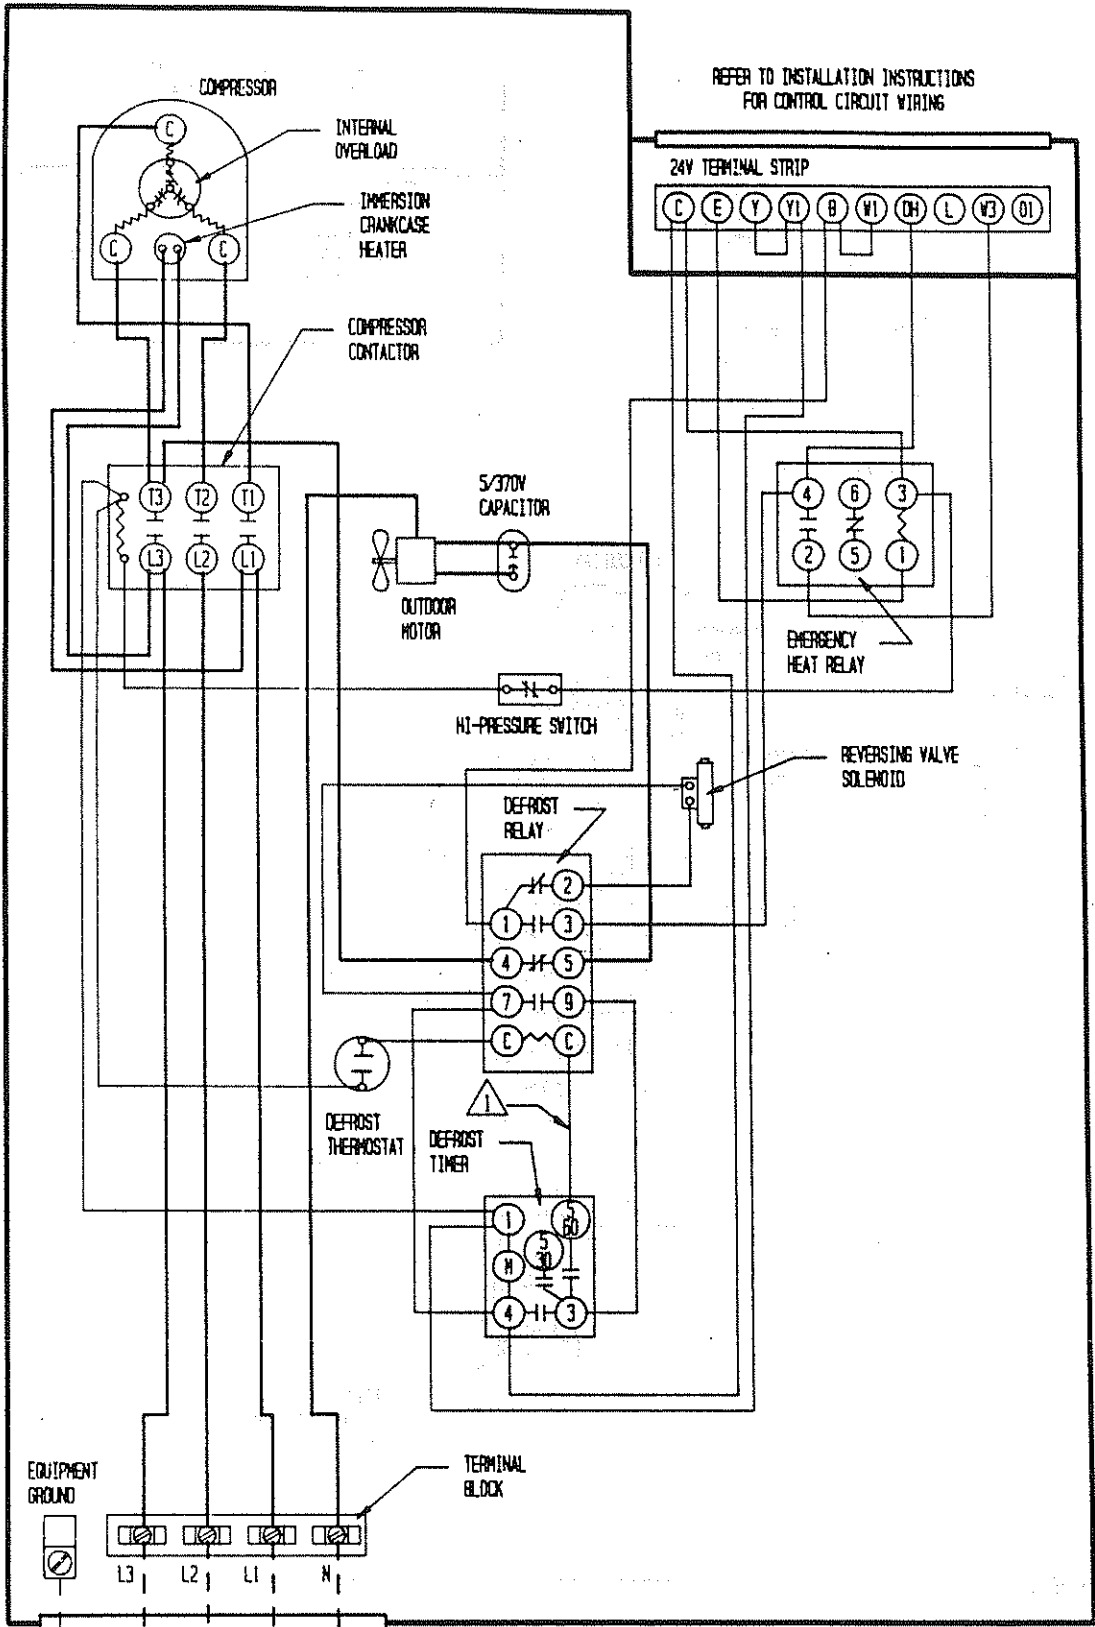 COMPRESSOR
REFER TO INSTALLATION INSTRUCTIONS
FOR CONTROL CIRCUIT WIRING
INTERNAL
OVERLOAD
24V TERMINAL STRIP
C E Y Y1 B W1 OH L W3 O1
IMMERSION
CRANKCASE
HEATER
C
C
C
COMPRESSOR
CONTACTOR
T3 T2 T1
L3 L2 L1
5/370V
CAPACITOR
4 6 3
2 5 1
OUTDOOR
MOTOR
EMERGENCY
HEAT RELAY
HI-PRESSURE SWITCH
REVERSING VALVE
SOLENOID
DEFROST
RELAY
2
1 3
4 5
7 9
C C
1
DEFROST
THERMOSTAT
DEFROST
TIMER
1
5
60
5
30
M
4 3
TERMINAL
BLOCK
EQUIPMENT
GROUND
L3 L2 L1 N